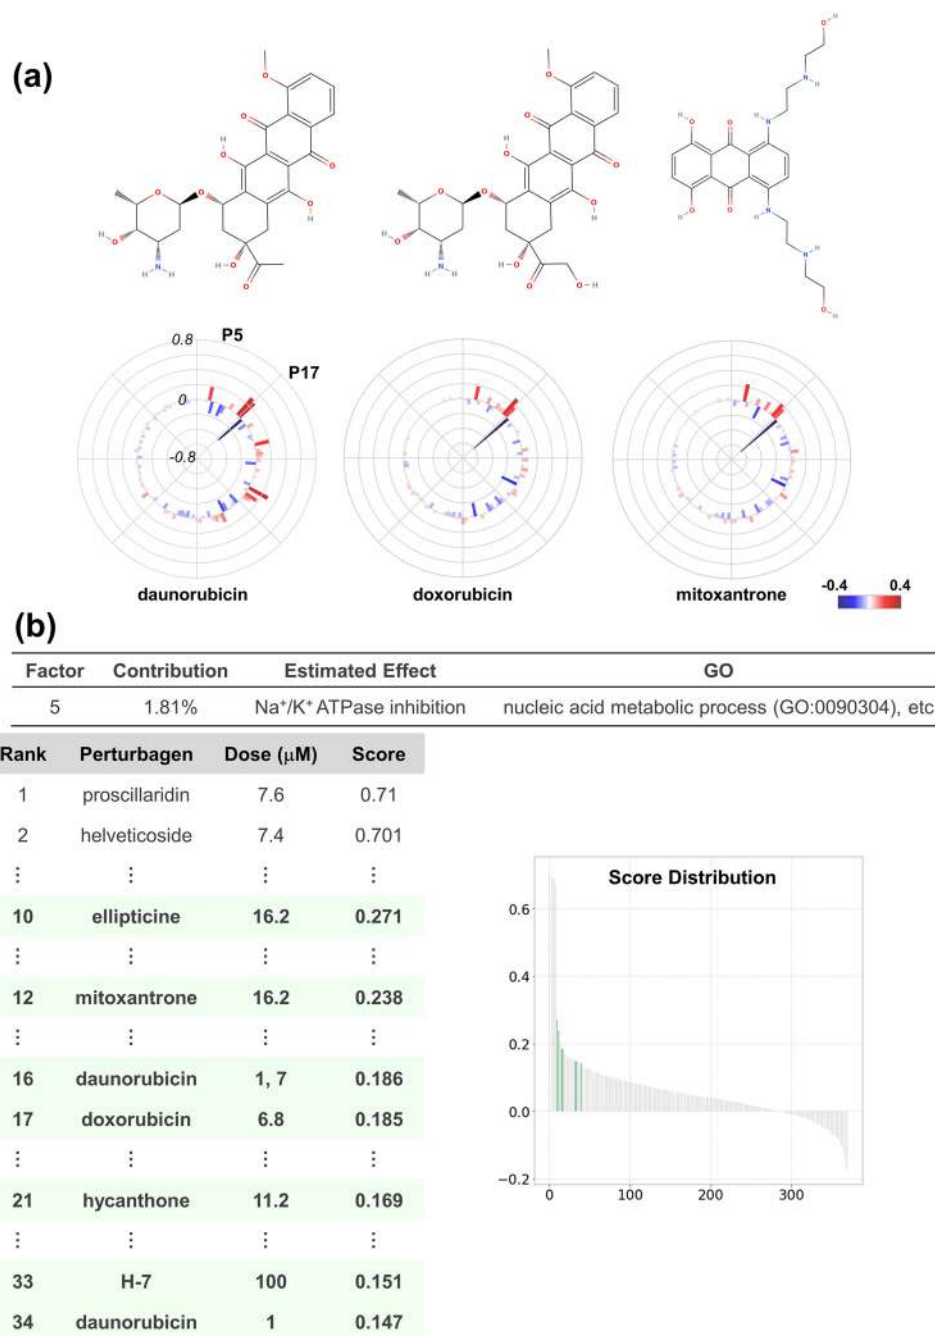 (a)
O
H
O
O
O
H
O
O
O
H
H
O
N
H
H
H
O
O
O
H
O
O
O
H
O
O
O
H
H
O
N
H
H
H
O
O
O
H
O
H
N
H
H
O
O
H
N
H
O
O
H
N
H
N
H
O
H
0.8
P5
P17
0
-0.8
daunorubicin
doxorubicin
mitoxantrone
-0.4 0.4
(b)
Factor Contribution Estimated Effect GO
5 1.81% Na⁺/K⁺ ATPase inhibition nucleic acid metabolic process (GO:0090304), etc
Rank Perturbagen Dose (μM) Score
1 proscillaridin 7.6 0.71
2 helveticoside 7.4 0.701
⋮ ⋮ ⋮ ⋮
10 ellipticine 16.2 0.271
⋮ ⋮ ⋮ ⋮
12 mitoxantrone 16.2 0.238
⋮ ⋮ ⋮ ⋮
16 daunorubicin 1, 7 0.186
17 doxorubicin 6.8 0.185
⋮ ⋮ ⋮ ⋮
21 hycanthone 11.2 0.169
⋮ ⋮ ⋮ ⋮
33 H-7 100 0.151
34 daunorubicin 1 0.147
Score Distribution
0.6
0.4
0.2
0.0
−0.2
0 100 200 300